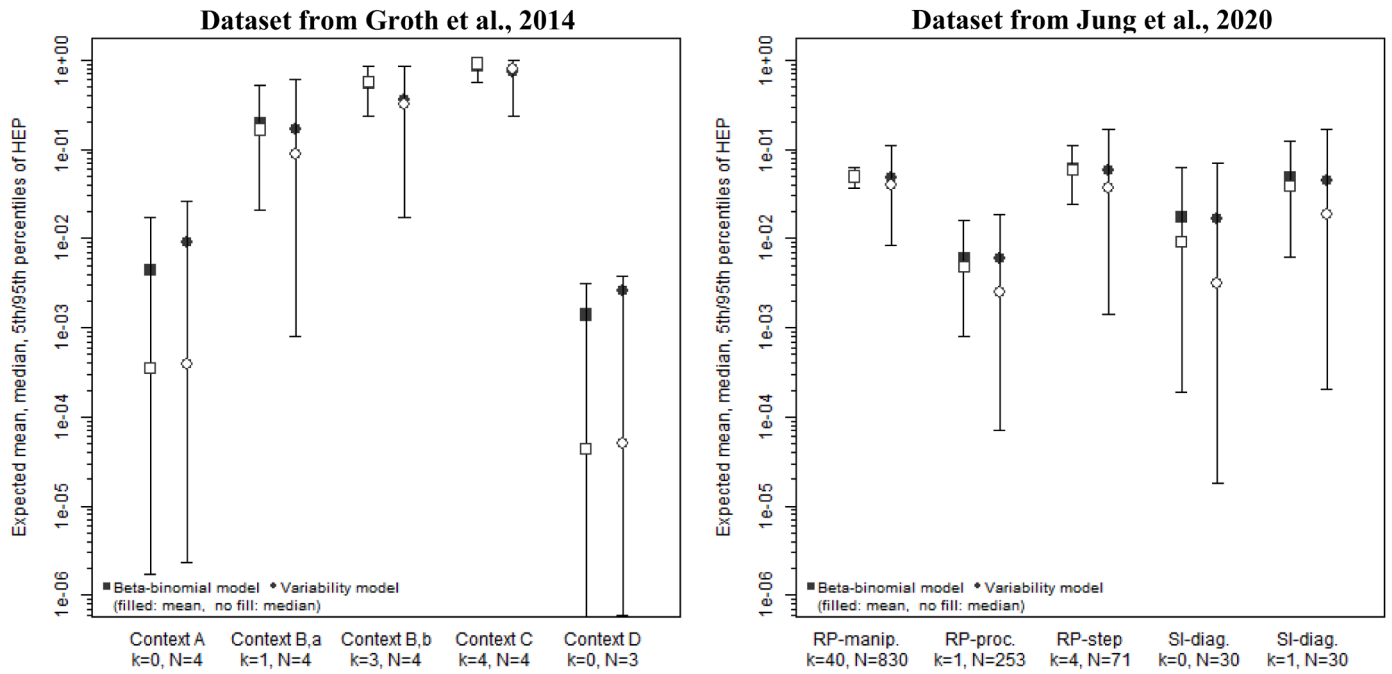 Dataset from Groth et al., 2014
Expected mean, median, 5th/95th percentiles of HEP
1e+00
1e-01
1e-02
1e-03
1e-04
1e-05
1e-06
Beta-binomial model Variability model
(filled: mean, no fill: median)
Context A Context B,a Context B,b Context C Context D
k=0, N=4 k=1, N=4 k=3, N=4 k=4, N=4 k=0, N=3
Dataset from Jung et al., 2020
Expected mean, median, 5th/95th percentiles of HEP
1e+00
1e-01
1e-02
1e-03
1e-04
1e-05
1e-06
Beta-binomial model Variability model
(filled: mean, no fill: median)
RP-manip. RP-proc. RP-step SI-diag. SI-diag.
k=40, N=830 k=1, N=253 k=4, N=71 k=0, N=30 k=1, N=30